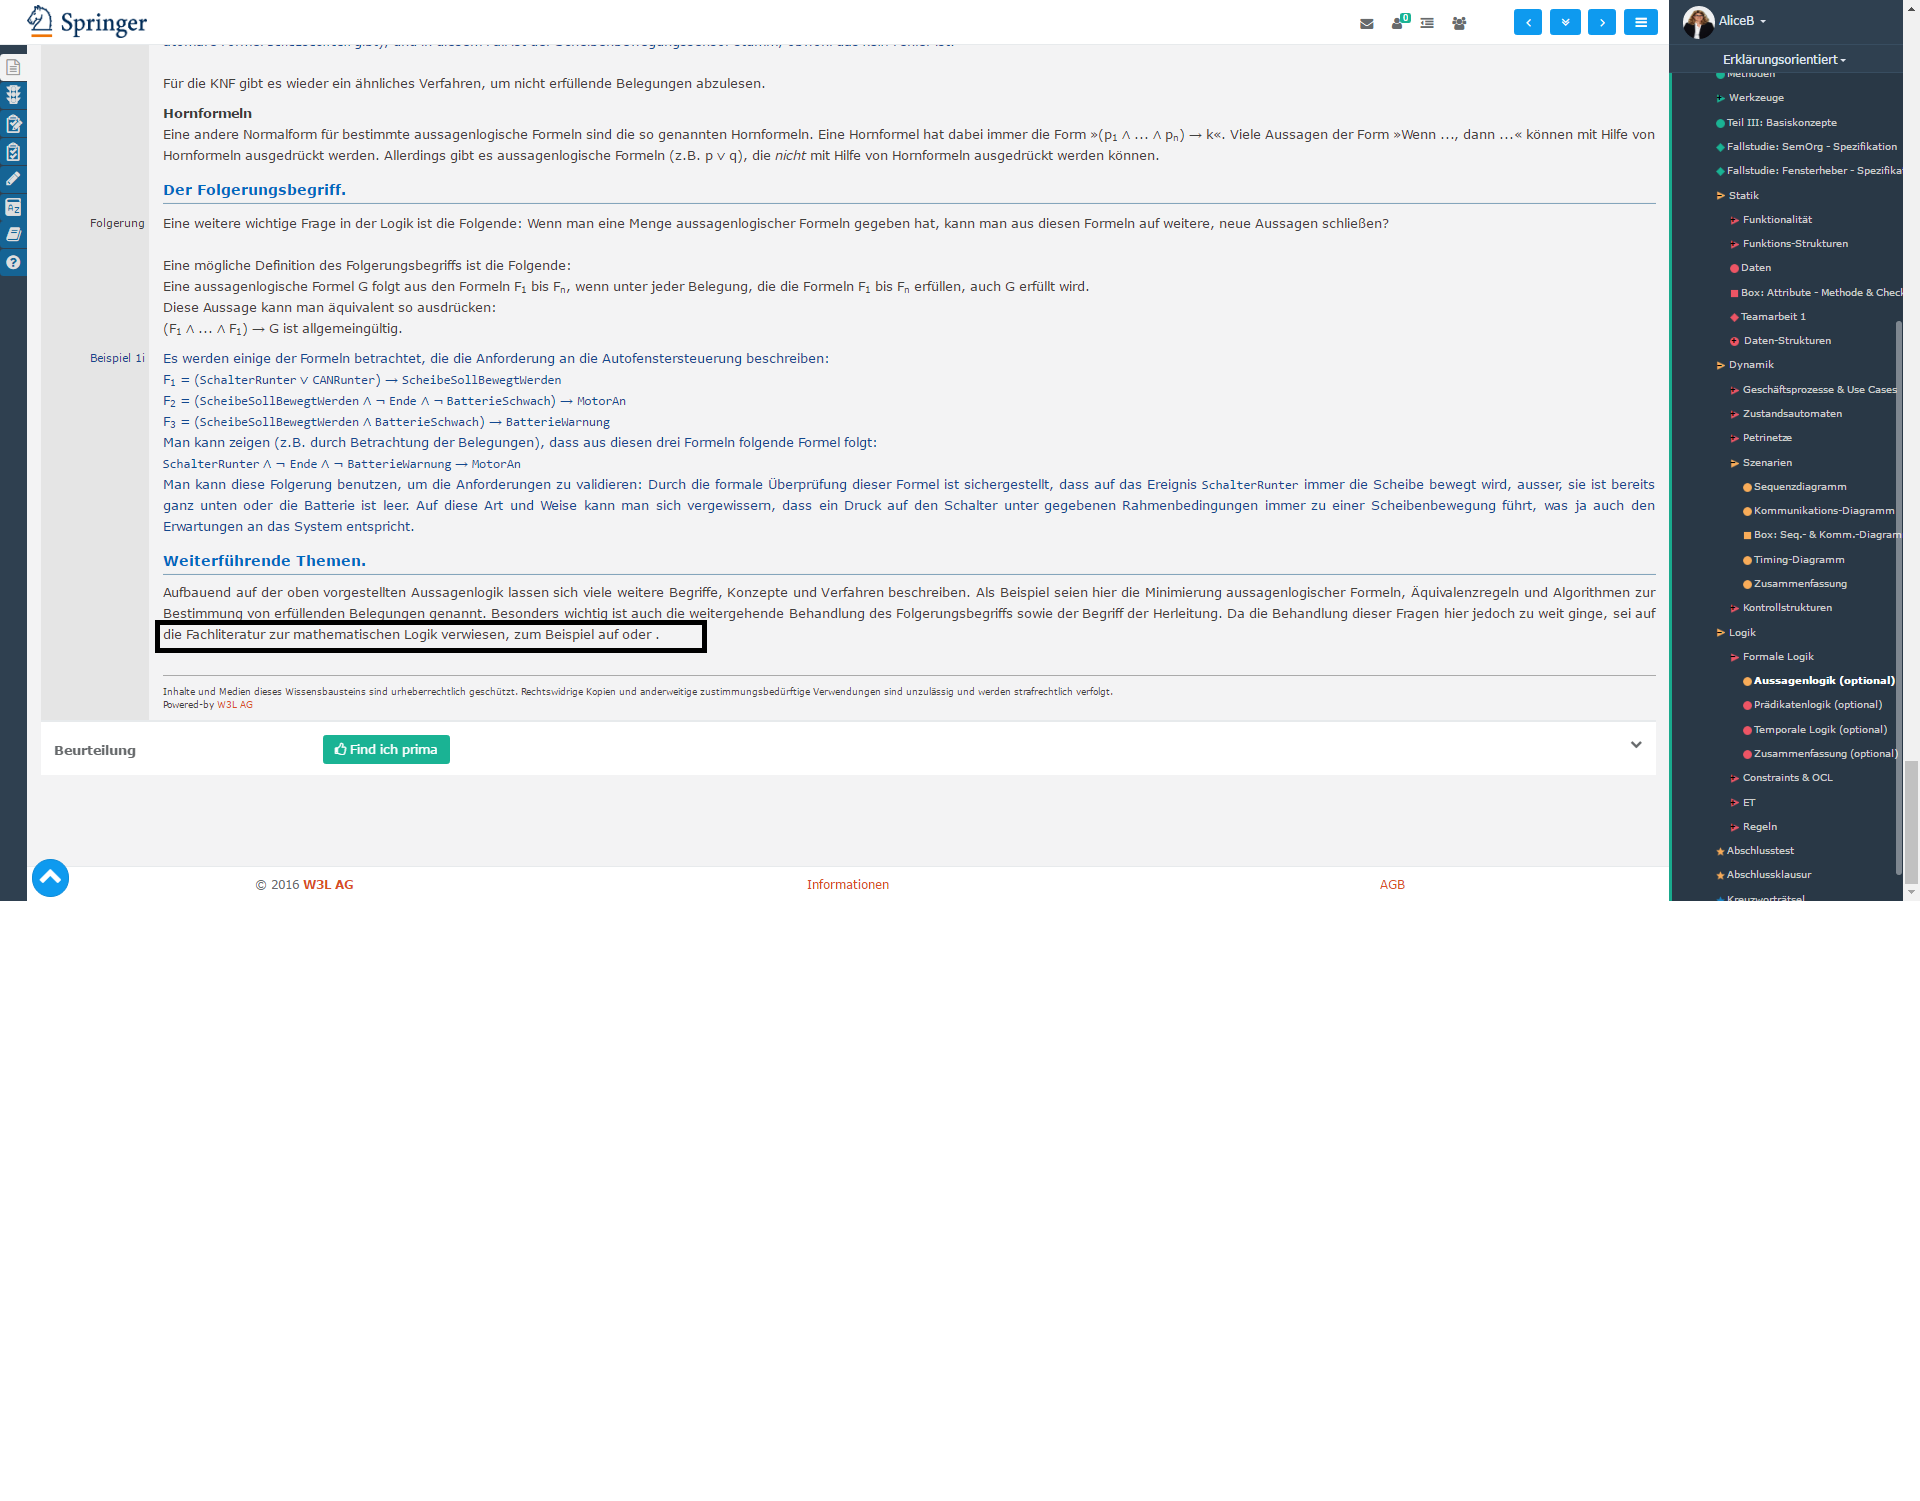 Springer
0
AliceB
Erklärungsorientiert
Für die KNF gibt es wieder ein ähnliches Verfahren, um nicht erfüllende Belegungen abzulesen.
Hornformeln
Eine andere Normalform für bestimmte aussagenlogische Formeln sind die so genannten Hornformeln. Eine Hornformel hat dabei immer die Form »(p₁ ∧ ... ∧ pₙ) → k«. Viele Aussagen der Form »Wenn ..., dann ...« können mit Hilfe von
Hornformeln ausgedrückt werden. Allerdings gibt es aussagenlogische Formeln (z.B. p ∨ q), die nicht mit Hilfe von Hornformeln ausgedrückt werden können.
Der Folgerungsbegriff.
Folgerung
Eine weitere wichtige Frage in der Logik ist die Folgende: Wenn man eine Menge aussagenlogischer Formeln gegeben hat, kann man aus diesen Formeln auf weitere, neue Aussagen schließen?
Eine mögliche Definition des Folgerungsbegriffs ist die Folgende:
Eine aussagenlogische Formel G folgt aus den Formeln F₁ bis Fₙ, wenn unter jeder Belegung, die die Formeln F₁ bis Fₙ erfüllen, auch G erfüllt wird.
Diese Aussage kann man äquivalent so ausdrücken:
(F₁ ∧ ... ∧ F₁) → G ist allgemeingültig.
Beispiel 1i
Es werden einige der Formeln betrachtet, die die Anforderung an die Autofenstersteuerung beschreiben:
F₁ = (SchalterRunter ∨ CANRunter) → ScheibeSollBewegtWerden
F₂ = (ScheibeSollBewegtWerden ∧ ¬ Ende ∧ ¬ BatterieSchwach) → MotorAn
F₃ = (ScheibeSollBewegtWerden ∧ BatterieSchwach) → BatterieWarnung
Man kann zeigen (z.B. durch Betrachtung der Belegungen), dass aus diesen drei Formeln folgende Formel folgt:
SchalterRunter ∧ ¬ Ende ∧ ¬ BatterieWarnung → MotorAn
Man kann diese Folgerung benutzen, um die Anforderungen zu validieren: Durch die formale Überprüfung dieser Formel ist sichergestellt, dass auf das Ereignis SchalterRunter immer die Scheibe bewegt wird, ausser, sie ist bereits
ganz unten oder die Batterie ist leer. Auf diese Art und Weise kann man sich vergewissern, dass ein Druck auf den Schalter unter gegebenen Rahmenbedingungen immer zu einer Scheibenbewegung führt, was ja auch den
Erwartungen an das System entspricht.
Weiterführende Themen.
Aufbauend auf der oben vorgestellten Aussagenlogik lassen sich viele weitere Begriffe, Konzepte und Verfahren beschreiben. Als Beispiel seien hier die Minimierung aussagenlogischer Formeln, Äquivalenzregeln und Algorithmen zur
Bestimmung von erfüllenden Belegungen genannt. Besonders wichtig ist auch die weitergehende Behandlung des Folgerungsbegriffs sowie der Begriff der Herleitung. Da die Behandlung dieser Fragen hier jedoch zu weit ginge, sei auf
die Fachliteratur zur mathematischen Logik verwiesen, zum Beispiel auf oder .
Inhalte und Medien dieses Wissensbausteins sind urheberrechtlich geschützt. Rechtswidrige Kopien und anderweitige zustimmungsbedürftige Verwendungen sind unzulässig und werden strafrechtlich verfolgt.
Powered-by W3L AG
Beurteilung
Find ich prima
© 2016 W3L AG
Informationen
AGB
Methoden
Werkzeuge
Teil III: Basiskonzepte
Fallstudie: SemOrg - Spezifikation
Fallstudie: Fensterheber - Spezifika
Statik
Funktionalität
Funktions-Strukturen
Daten
Box: Attribute - Methode & Check
Teamarbeit 1
Daten-Strukturen
Dynamik
Geschäftsprozesse & Use Cases
Zustandsautomaten
Petrinetze
Szenarien
Sequenzdiagramm
Kommunikations-Diagramm
Box: Seq.- & Komm.-Diagram
Timing-Diagramm
Zusammenfassung
Kontrollstrukturen
Logik
Formale Logik
Aussagenlogik (optional)
Prädikatenlogik (optional)
Temporale Logik (optional)
Zusammenfassung (optional)
Constraints & OCL
ET
Regeln
Abschlusstest
Abschlussklausur
Kreuzworträtsel